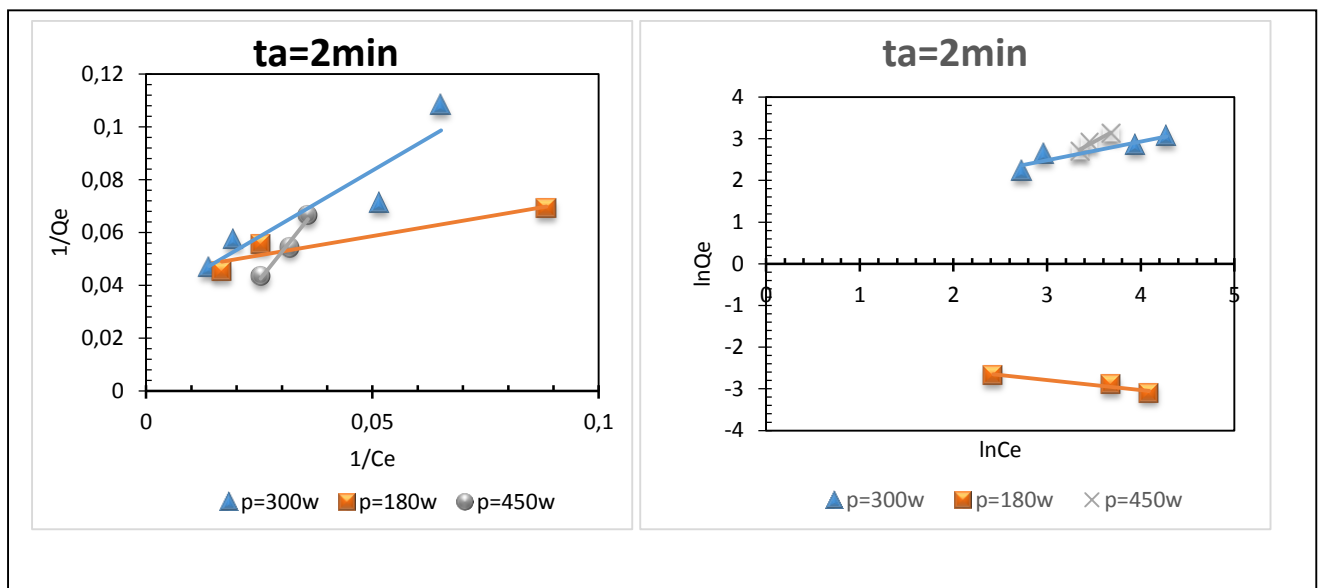 ta=2min
0,12
0,1
0,08
0,06
0,04
0,02
0
1/Qe
0 0,05 0,1
1/Ce
p=300w p=180w p=450w
ta=2min
4
3
2
1
0
-1
-2
-3
-4
lnQe
0 1 2 3 4 5
lnCe
p=300w p=180w p=450w